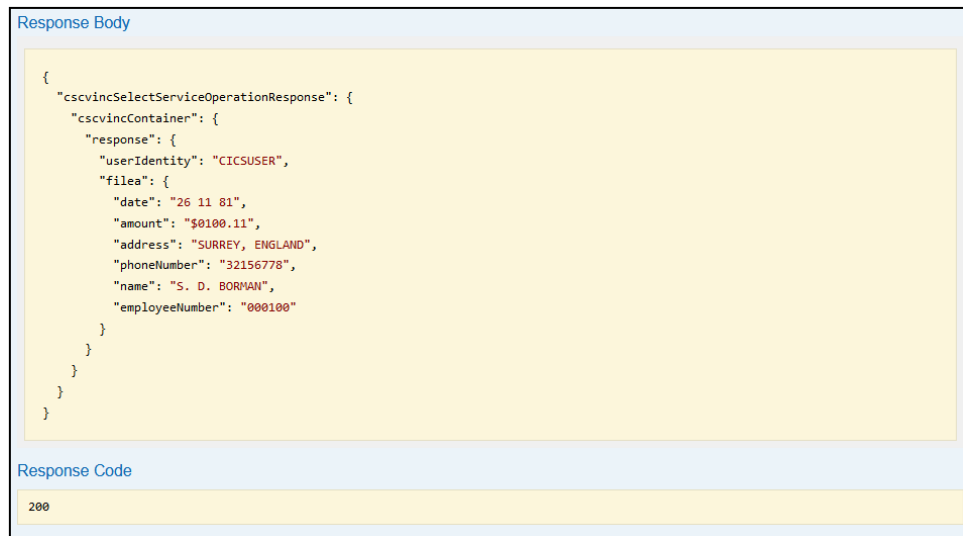 Response Body
{
"cscvincSelectServiceOperationResponse": {
"cscvincContainer": {
"response": {
"userIdentity": "CICSUSER",
"filea": {
"date": "26 11 81",
"amount": "$0100.11",
"address": "SURREY, ENGLAND",
"phoneNumber": "32156778",
"name": "S. D. BORMAN",
"employeeNumber": "000100"
}
}
}
}
}
Response Code
200